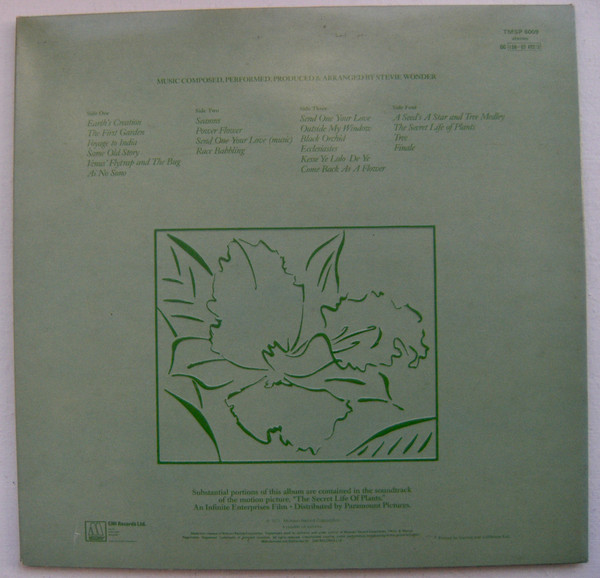 stereo
MUSIC COMPOSED, PERFORMED, PRODUCED & ARRANGED BY STEVIE WONDER
Side One
Earth's Creation
The First Garden
Voyage to India
Same Old Story
Venus' Flytrap and The Bug
As No Sone
Side Two
Seasons
Power Flower
Send One Your Love (music)
Race Babbling
Side Three
Send One Your Love
Outside My Window
Black Orchid
Ecclesiastes
Kesse Ye Lolo De Ye
Come Back As A Flower
Side Four
A Seed's A Star and Tree Medley
The Secret Life of Plants
Tree
Finale
Substantial portions of this album are contained in the soundtrack
of the motion picture, "The Secret Life Of Plants"
An Infinite Enterprises Film • Distributed by Paramount Pictures.
EMI Records Ltd.